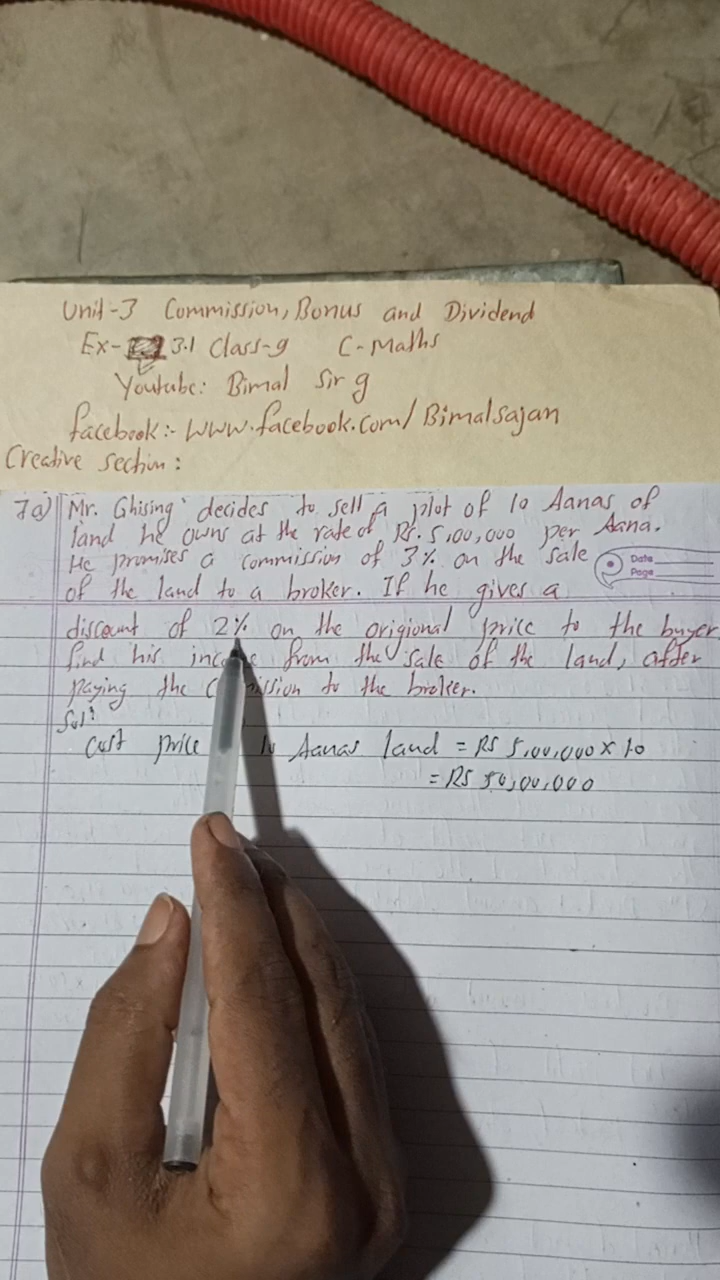 Unit-3 Commission, Bonus and Dividend
Ex- 3.1 Class-9 C-Maths
Youtube: Bimal Sir g
facebook:- www.facebook.com/Bimalsajan
Creative section:
7a) Mr. Ghising decides to sell a plot of 10 Aanas of
land he owns at the rate of Rs. 5,00,000 per Aana.
He promises a commission of 3% on the sale
Date
Page
of the land to a broker. If he gives a
discount of 2% on the origional price to the buyer
find his from the sale of the land, after
paying the to the broker.
Sol:
Cost price 10 Aanas land = RS 5,00,000 x 10
= RS 50,00,000